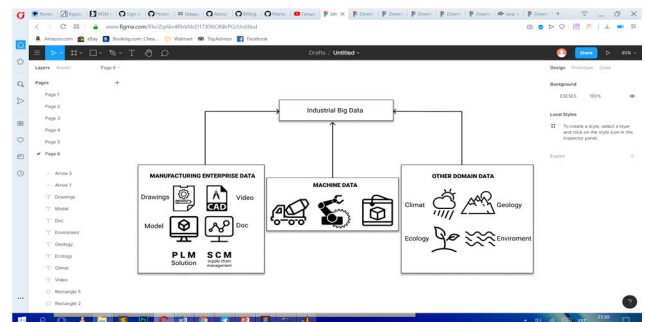 www.figma.com
Amazon.com eBay Booking.com: Chea... Walmart TripAdvisor Facebook
Drafts / Untitled
Share
90%
Layers Assets Page 6
Design Prototype Code
Pages
Page 1
Page 2
Page 3
Page 4
Page 5
Page 6
Arrow 5
Arrow 1
Drawings
Model
Doc
Enviroment
Geology
Ecology
Climat
Video
Rectangle 5
Rectangle 2
Industrial Big Data
MANUFACTURING ENTERPRISE DATA
Drawings
CAD
Video
Model
Doc
PLM
Solution
SCM
supply chain
management
MACHINE DATA
OTHER DOMAIN DATA
Climat
Geology
Ecology
Enviroment
Background
E5E5E5 100%
Local Styles
To create a style, select a layer
and click on the style icon in the
inspector panel.
Export
?
21:30